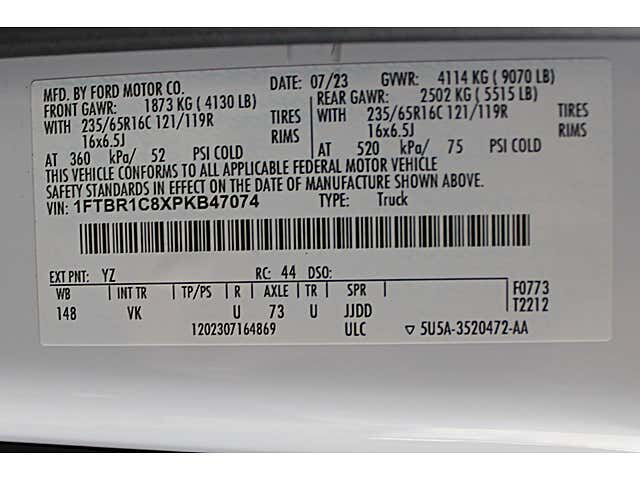 MFD. BY FORD MOTOR CO. DATE: 07/23 GVWR: 4114 KG ( 9070 LB)
FRONT GAWR: 1873 KG ( 4130 LB) REAR GAWR: 2502 KG ( 5515 LB)
WITH 235/65R16C 121/119R TIRES WITH 235/65R16C 121/119R TIRES
16x6.5J RIMS 16x6.5J RIMS
AT 360 kPa/ 52 PSI COLD AT 520 kPa/ 75 PSI COLD
THIS VEHICLE CONFORMS TO ALL APPLICABLE FEDERAL MOTOR VEHICLE
SAFETY STANDARDS IN EFFECT ON THE DATE OF MANUFACTURE SHOWN ABOVE.
VIN: 1FTBR1C8XPKB47074 TYPE: Truck
EXT PNT: YZ RC: 44 DSO:
WB INT TR TP/PS R AXLE TR SPR F0773
148 VK U 73 U JJDD T2212
1202307164869 ULC ▽ 5U5A-3520472-AA